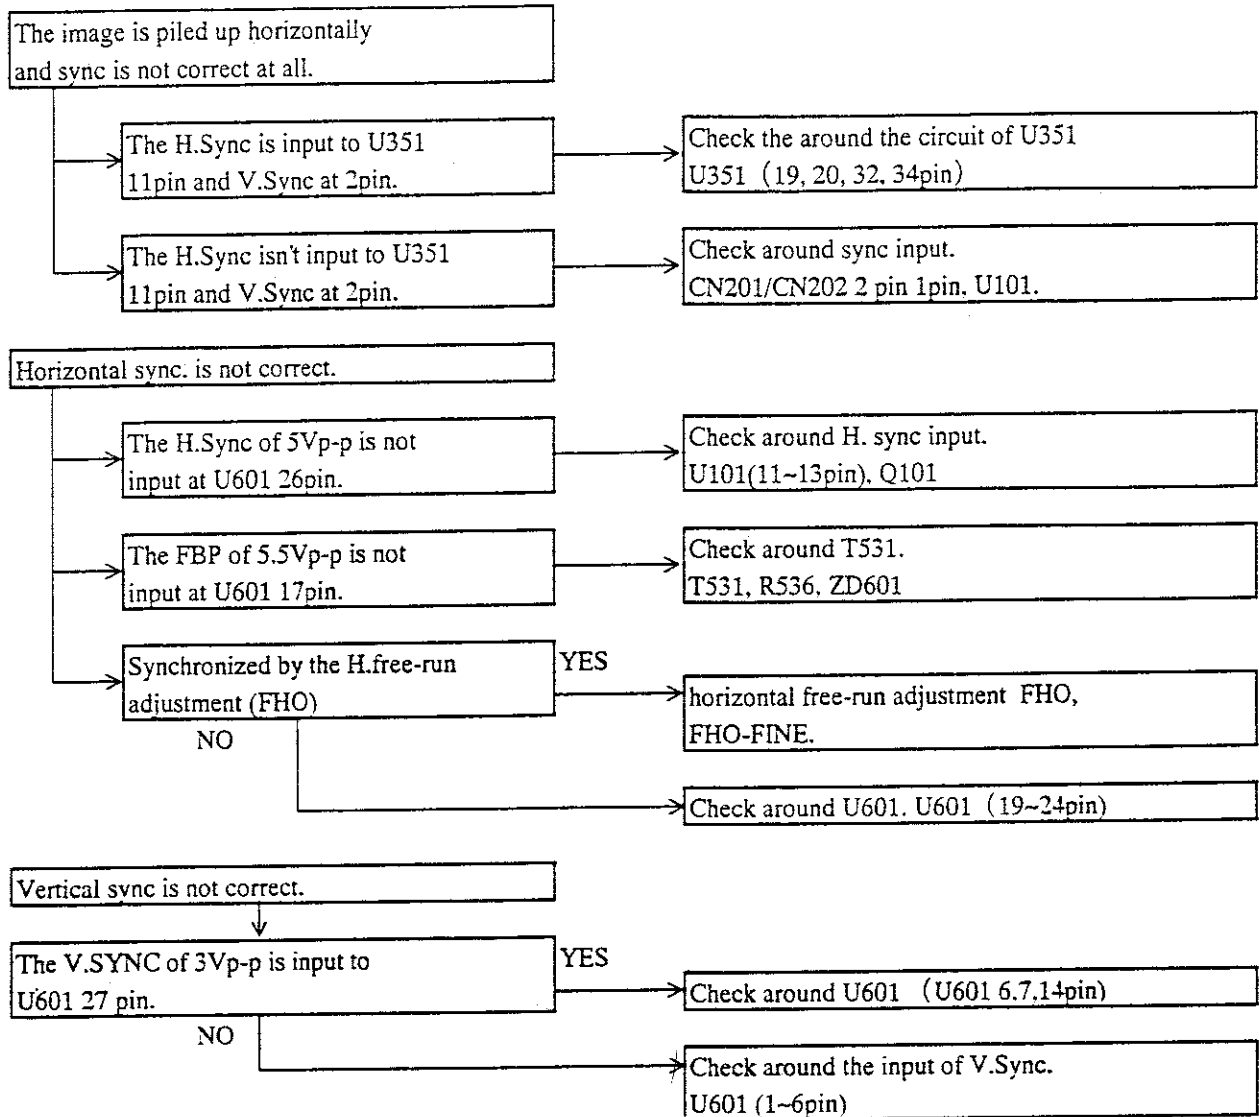 The image is piled up horizontally
and sync is not correct at all.
The H.Sync is input to U351
11pin and V.Sync at 2pin.
Check the around the circuit of U351
U351 (19, 20, 32, 34pin)
The H.Sync isn't input to U351
11pin and V.Sync at 2pin.
Check around sync input.
CN201/CN202 2 pin 1pin, U101.
Horizontal sync. is not correct.
The H.Sync of 5Vp-p is not
input at U601 26pin.
Check around H. sync input.
U101(11~13pin), Q101
The FBP of 5.5Vp-p is not
input at U601 17pin.
Check around T531.
T531, R536, ZD601
Synchronized by the H.free-run
adjustment (FHO)
YES
horizontal free-run adjustment FHO,
FHO-FINE.
NO
Check around U601. U601 (19~24pin)
Vertical sync is not correct.
The V.SYNC of 3Vp-p is input to
U601 27 pin.
YES
Check around U601 (U601 6.7,14pin)
NO
Check around the input of V.Sync.
U601 (1~6pin)